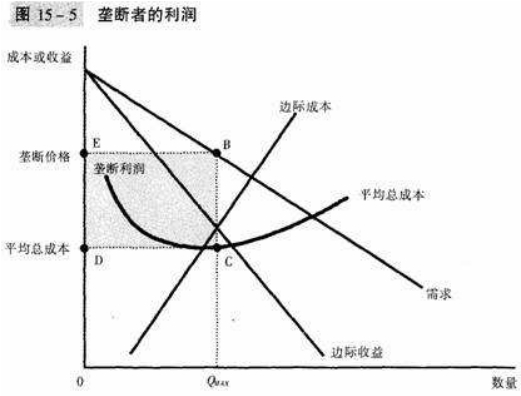 图 15-5 垄断者的利润
成本或收益
边际成本
E
B
垄断价格
垄断利润
平均总成本
平均总成本
D
C
需求
边际收益
0
QMAX
数量